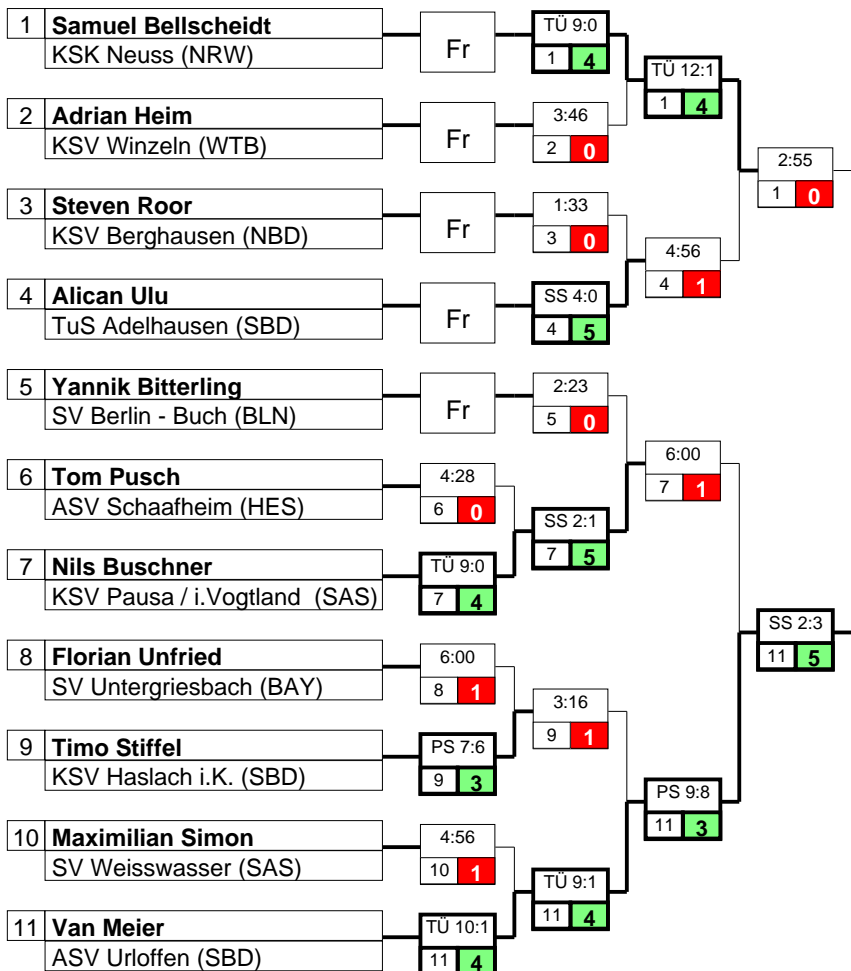 1 Samuel Bellscheidt
KSK Neuss (NRW)
Fr
TÜ 9:0
1 4
TÜ 12:1
1 4
2 Adrian Heim
KSV Winzeln (WTB)
Fr
3:46
2 0
2:55
1 0
3 Steven Roor
KSV Berghausen (NBD)
Fr
1:33
3 0
4:56
4 1
4 Alican Ulu
TuS Adelhausen (SBD)
Fr
SS 4:0
4 5
5 Yannik Bitterling
SV Berlin - Buch (BLN)
Fr
2:23
5 0
6:00
7 1
6 Tom Pusch
ASV Schaafheim (HES)
4:28
6 0
SS 2:1
7 5
7 Nils Buschner
KSV Pausa / i.Vogtland (SAS)
TÜ 9:0
7 4
SS 2:3
11 5
8 Florian Unfried
SV Untergriesbach (BAY)
6:00
8 1
3:16
9 1
9 Timo Stiffel
KSV Haslach i.K. (SBD)
PS 7:6
9 3
PS 9:8
11 3
10 Maximilian Simon
SV Weisswasser (SAS)
4:56
10 1
TÜ 9:1
11 4
11 Van Meier
ASV Urloffen (SBD)
TÜ 10:1
11 4